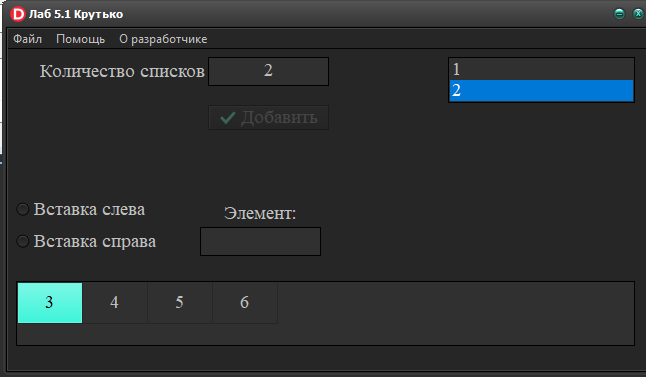 D Лаб 5.1 Крутько
Файл Помощь О разработчике
Количество списков 2
1
2
Добавить
Вставка слева
Элемент:
Вставка справа
3 4 5 6